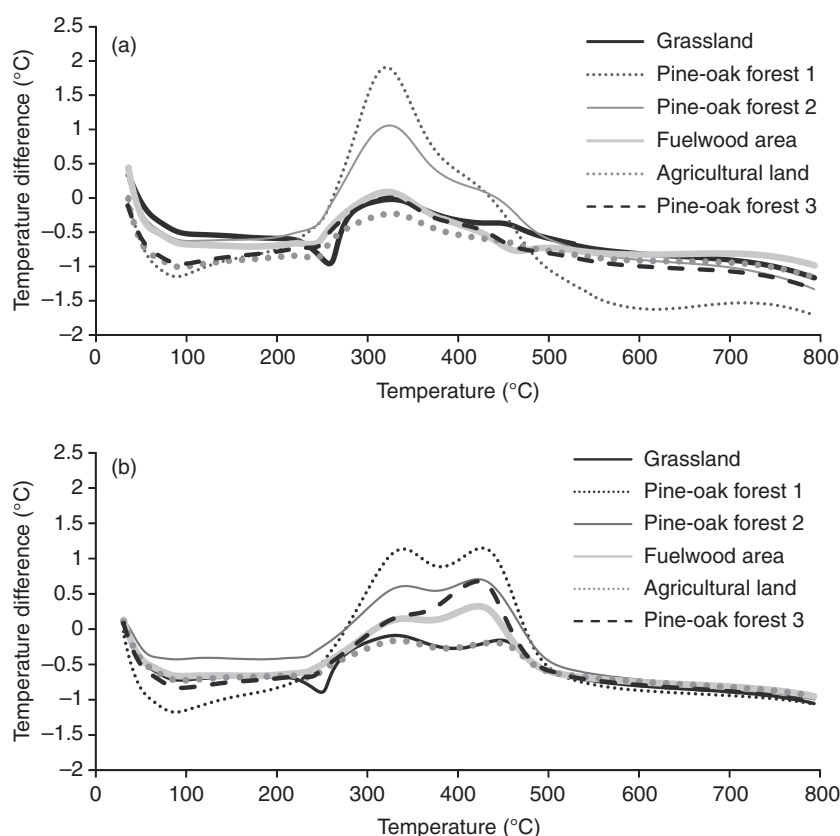 (a)
2.5
2
1.5
1
0.5
0
−0.5
−1
−1.5
−2
Temperature difference (°C)
Grassland
Pine-oak forest 1
Pine-oak forest 2
Fuelwood area
Agricultural land
Pine-oak forest 3
0 100 200 300 400 500 600 700 800
Temperature (°C)
(b)
2.5
2
1.5
1
0.5
0
−0.5
−1
−1.5
−2
Temperature difference (°C)
Grassland
Pine-oak forest 1
Pine-oak forest 2
Fuelwood area
Agricultural land
Pine-oak forest 3
0 100 200 300 400 500 600 700 800
Temperature (°C)